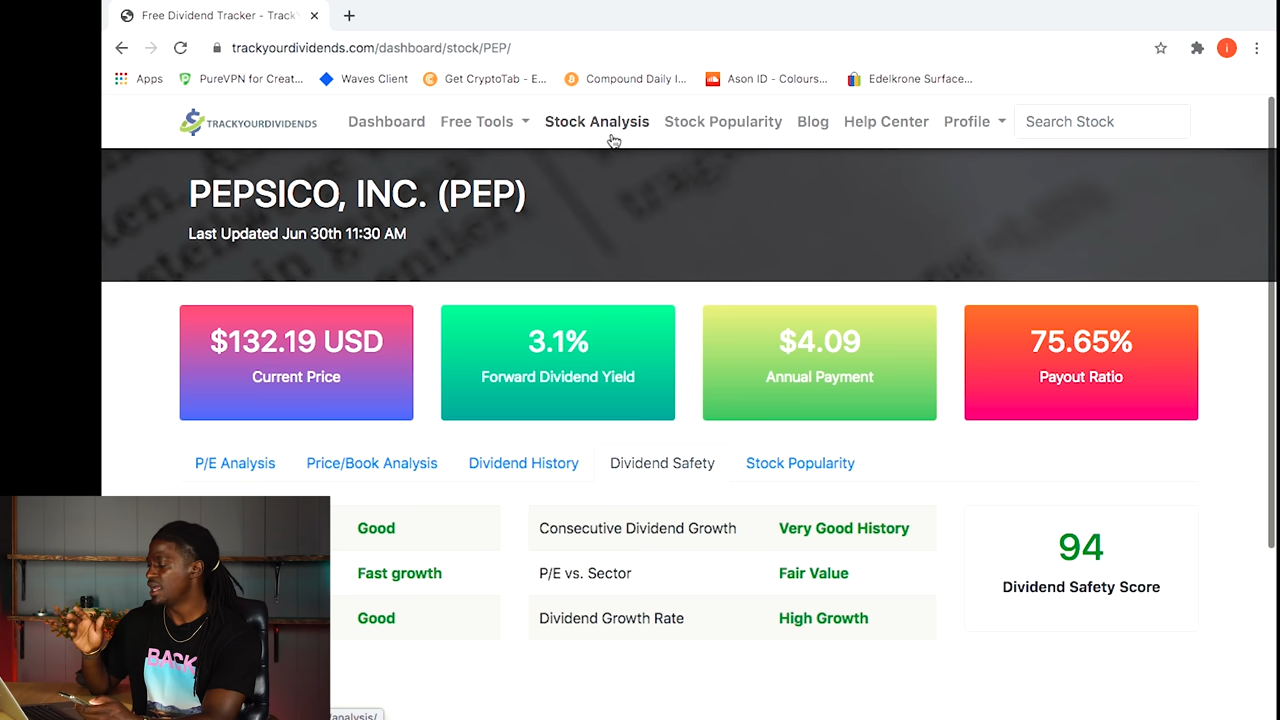 Free Dividend Tracker - Track
trackyourdividends.com/dashboard/stock/PEP/
i
Apps
PureVPN for Creat...
Waves Client
Get CryptoTab - E...
Compound Daily I...
Ason ID - Colours...
Edelkrone Surface...
TRACKYOURDIVIDENDS
Dashboard
Free Tools
Stock Analysis
Stock Popularity
Blog
Help Center
Profile
Search Stock
PEPSICO, INC. (PEP)
Last Updated Jun 30th 11:30 AM
$132.19 USD
Current Price
3.1%
Forward Dividend Yield
$4.09
Annual Payment
75.65%
Payout Ratio
P/E Analysis
Price/Book Analysis
Dividend History
Dividend Safety
Stock Popularity
Good
Consecutive Dividend Growth
Very Good History
Fast growth
P/E vs. Sector
Fair Value
Good
Dividend Growth Rate
High Growth
94
Dividend Safety Score
BACK
analysis/